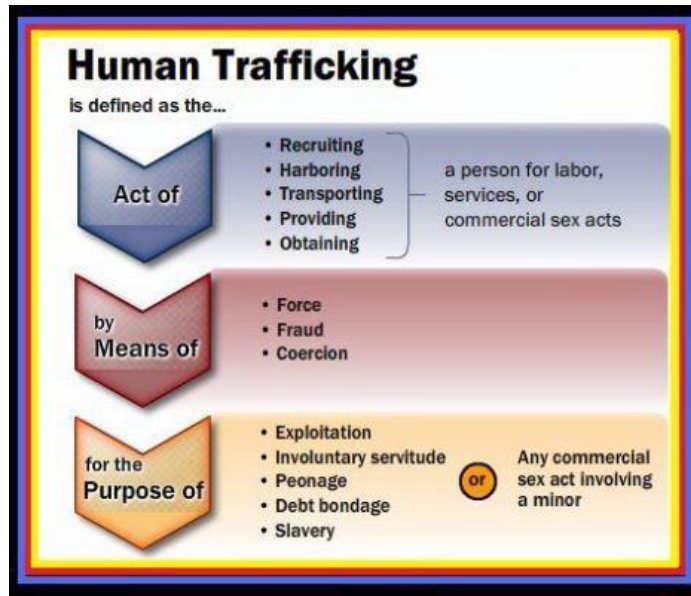 Human Trafficking
is defined as the...
Act of
• Recruiting
• Harboring
• Transporting
• Providing
• Obtaining
a person for labor,
services, or
commercial sex acts
by
Means of
• Force
• Fraud
• Coercion
for the
Purpose of
• Exploitation
• Involuntary servitude
• Peonage
• Debt bondage
• Slavery
or
Any commercial
sex act involving
a minor